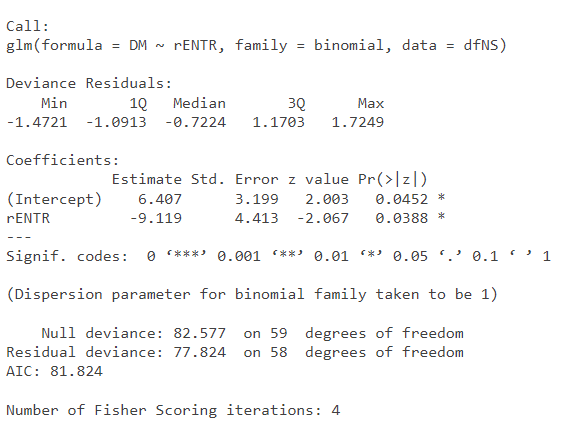 Call:
glm(formula = DM ~ rENTR, family = binomial, data = dfNS)
Deviance Residuals:
    Min       1Q   Median       3Q      Max
-1.4721  -1.0913  -0.7224   1.1703   1.7249
Coefficients:
            Estimate Std. Error z value Pr(>|z|)
(Intercept)    6.407      3.199   2.003   0.0452 *
rENTR         -9.119      4.413  -2.067   0.0388 *
---
Signif. codes:  0 ‘***’ 0.001 ‘**’ 0.01 ‘*’ 0.05 ‘.’ 0.1 ‘ ’ 1
(Dispersion parameter for binomial family taken to be 1)
    Null deviance: 82.577  on 59  degrees of freedom
Residual deviance: 77.824  on 58  degrees of freedom
AIC: 81.824
Number of Fisher Scoring iterations: 4